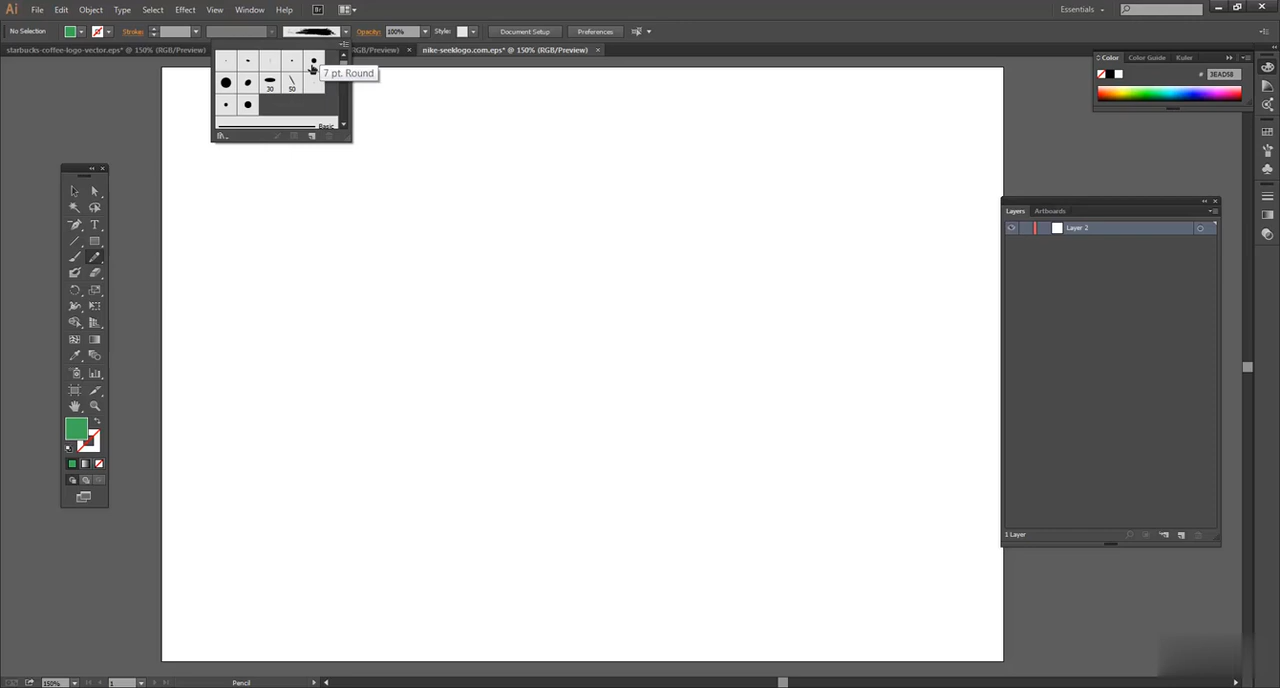 Ai File Edit Object Type Select Effect View Window Help Br Essentials
No Selection Stroke: Opacity: 100% Style: Document Setup Preferences
starbucks-coffee-logo-vector.eps* @ 150% (RGB/Preview) (RGB/Preview) nike-seeklogo.com.eps* @ 150% (RGB/Preview)
Color Color Guide Kuler
7 pt. Round
# 3EAD58
30 50
Basic
Layers Artboards
Layer 2
T
1 Layer
150% 1 Pencil